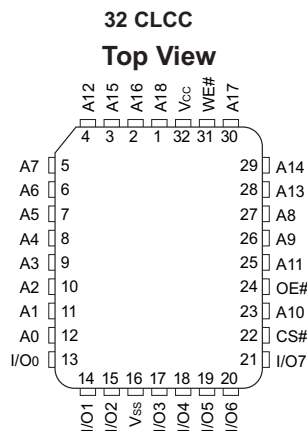 32 CLCC
Top View
A12 A15 A16 A18 Vcc WE# A17
4 3 2 1 32 31 30
A7 5 29 A14
A6 6 28 A13
A5 7 27 A8
A4 8 26 A9
A3 9 25 A11
A2 10 24 OE#
A1 11 23 A10
A0 12 22 CS#
I/O0 13 21 I/O7
14 15 16 17 18 19 20
I/O1 I/O2 Vss I/O3 I/O4 I/O5 I/O6